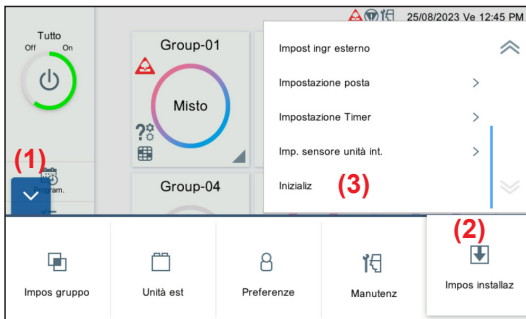 25/08/2023 Ve 12:45 PM
Tutto
Off
On
Group-01
Misto
Impost ingr esterno
Impostazione posta
Impostazione Timer
Imp. sensore unità int.
Inizializ
(3)
(1)
Program.
Group-04
(2)
Impos gruppo
Unità est
Preferenze
Manutenz
Impos installaz